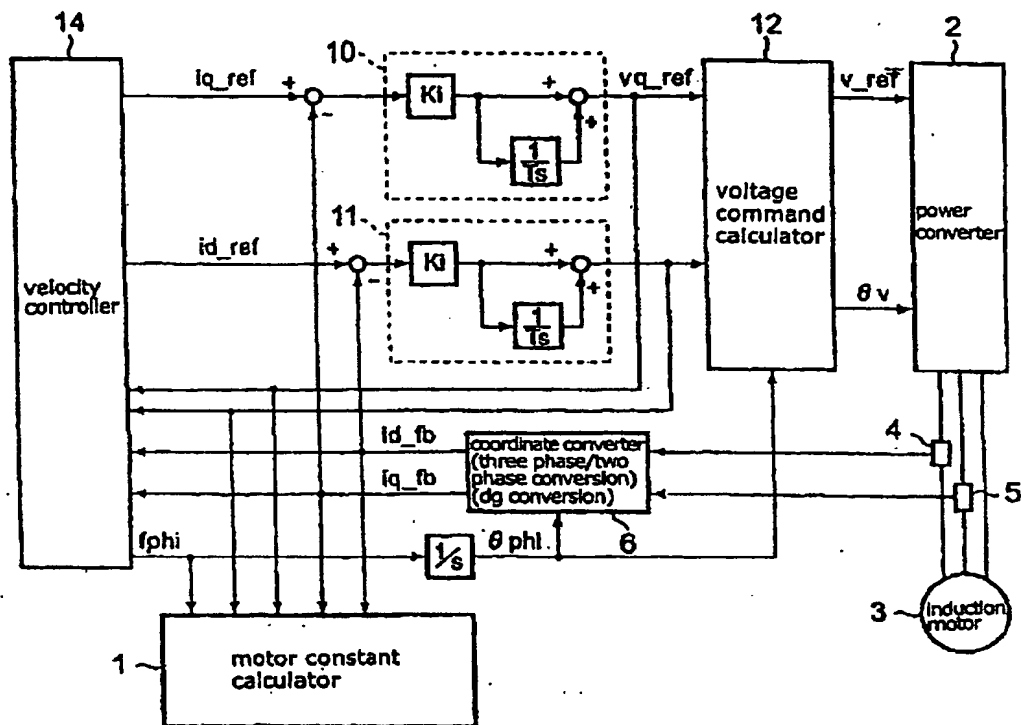 14
12
2
10
iq_ref
+
-
Ki
+
+
1
Ts
vq_ref
v_ref
voltage
command
calculator
power
converter
11
id_ref
+
-
Ki
+
+
1
Ts
θ v
velocity
controller
id_fb
iq_fb
coordinate converter
(three phase/two
phase conversion)
(dg conversion)
4
5
6
fphi
1/s
θ phi
3
induction
motor
1
motor constant
calculator